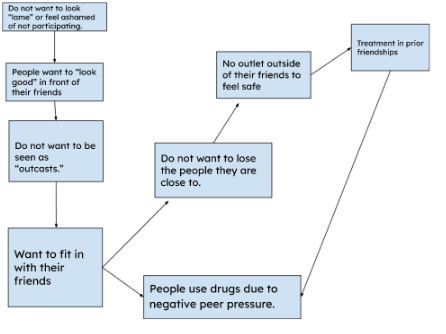 Do not want to look
"lame" or feel ashamed
of not participating.
People want to "look
good" in front of
their friends
Do not want to be
seen as
"outcasts."
Want to fit in
with their
friends
Do not want to lose
the people they are
close to.
No outlet outside
of their friends to
feel safe
Treatment in prior
friendships
People use drugs due to
negative peer pressure.